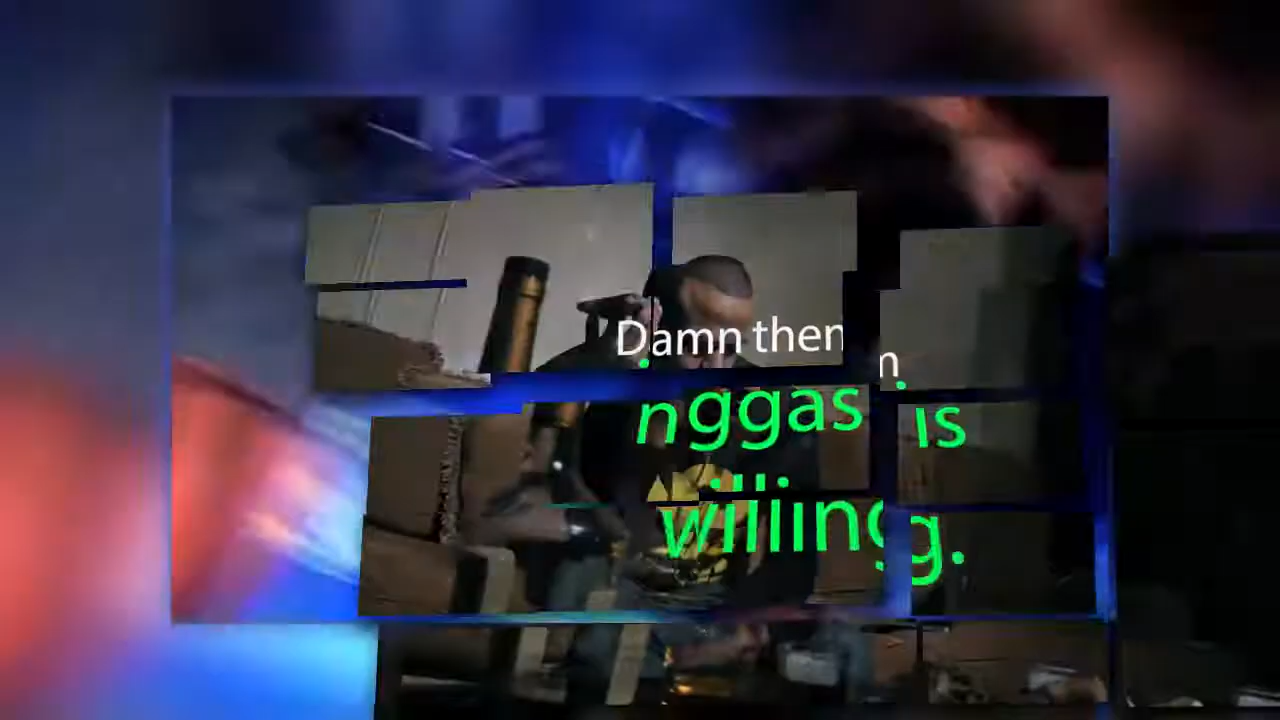 Damn then
n
nggas is
willing.